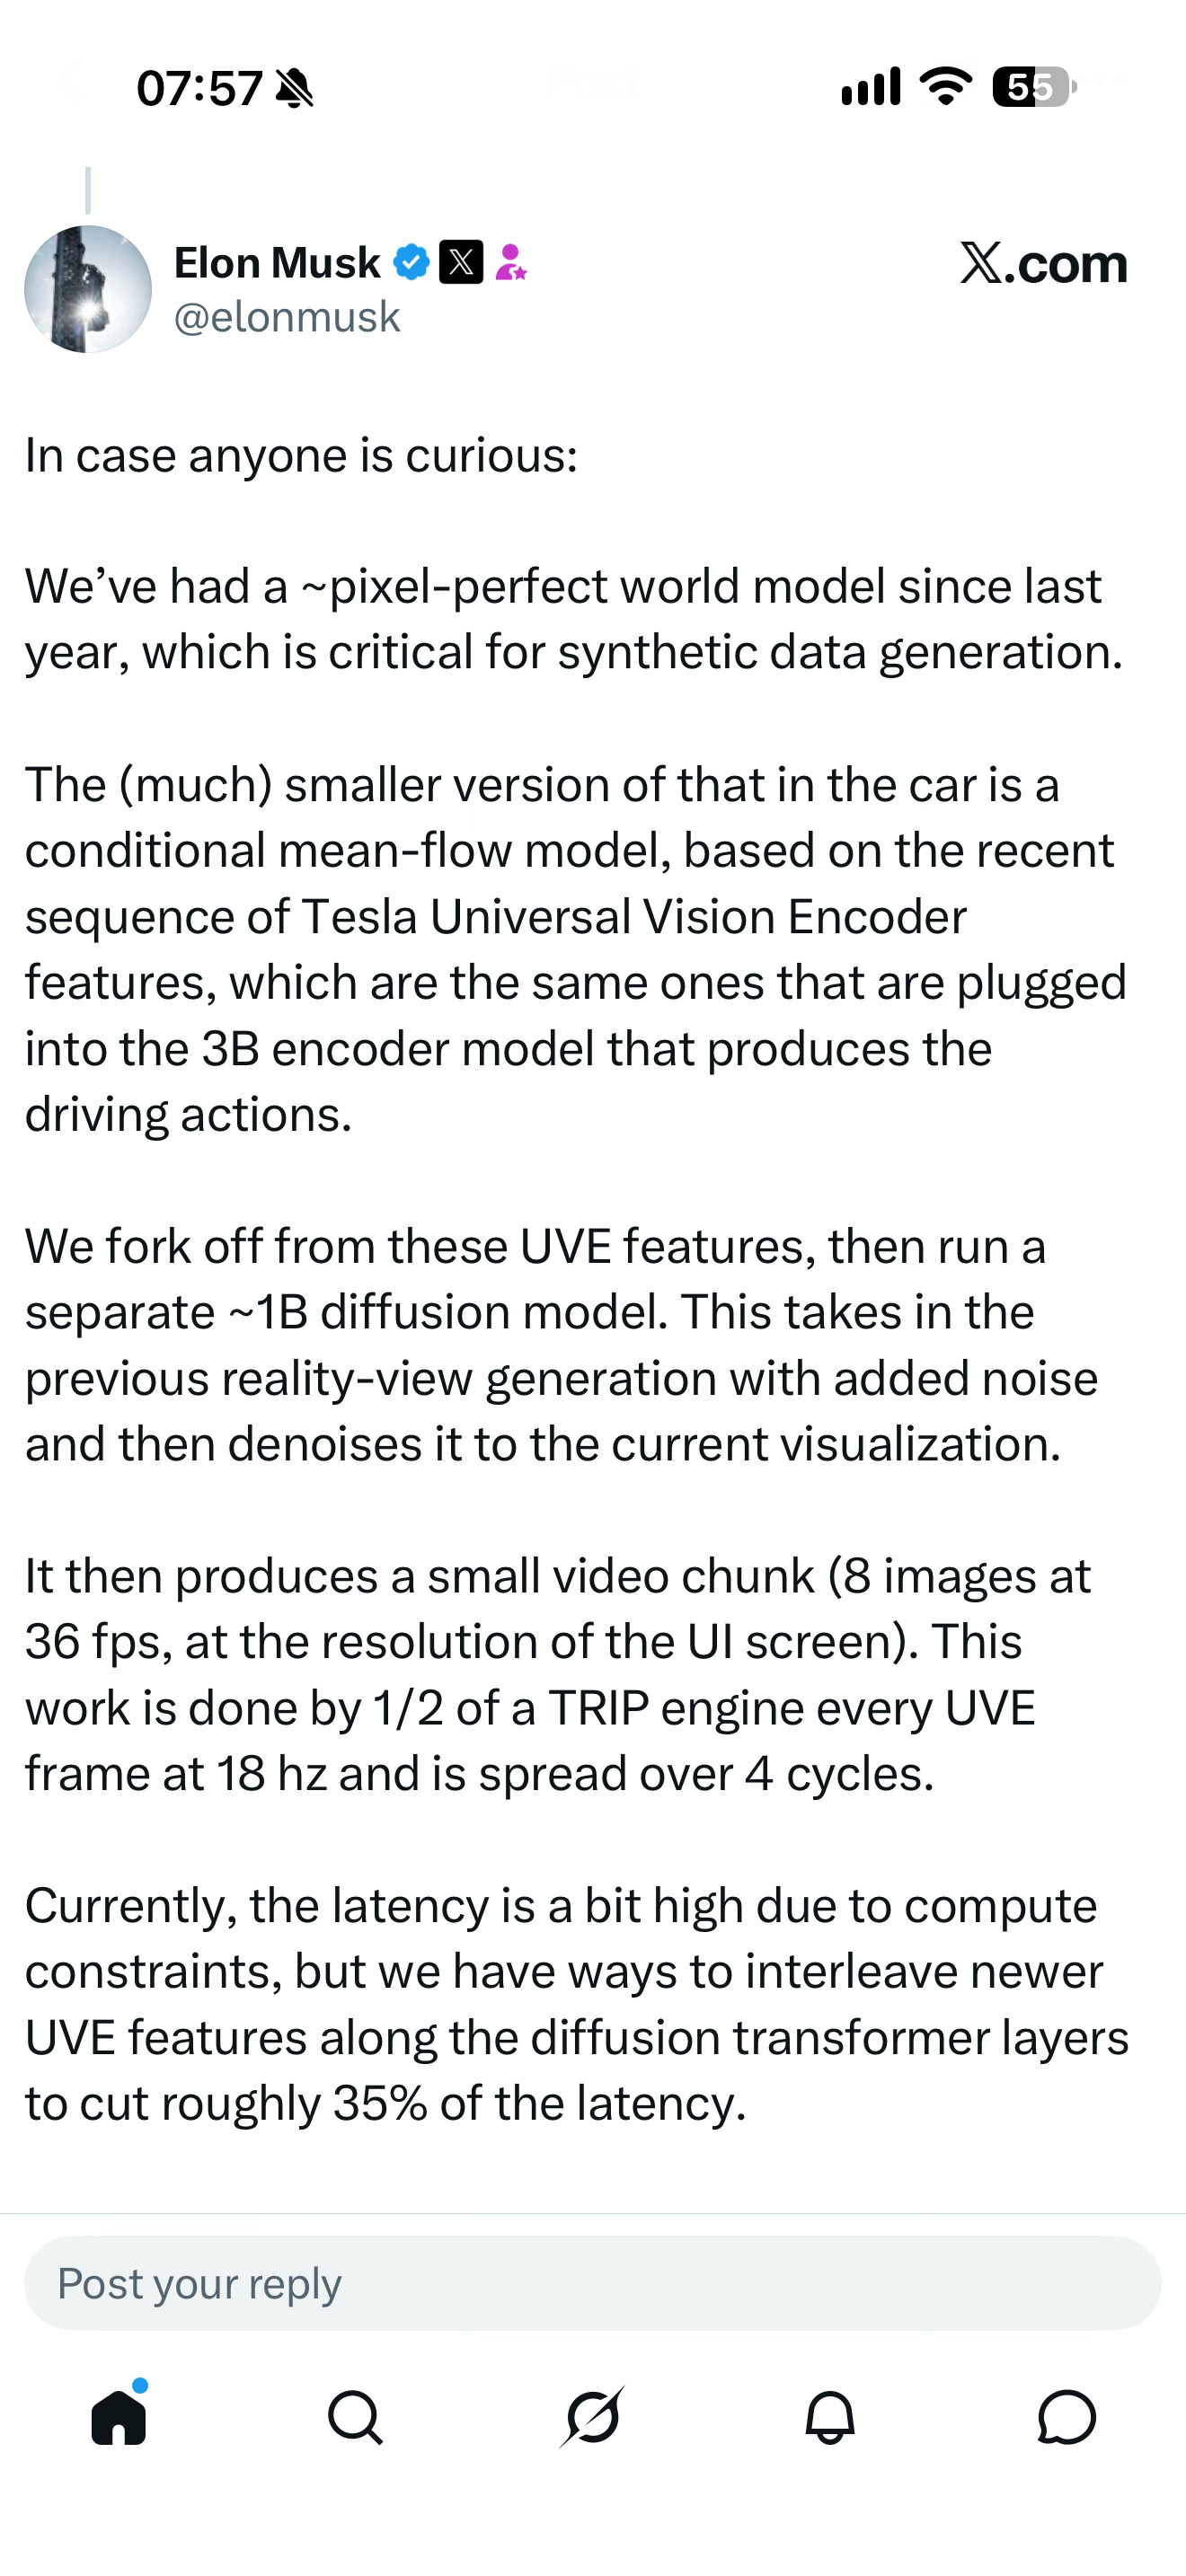 07:57
55
Post
Elon Musk
X.com
@elonmusk
In case anyone is curious:
We’ve had a ~pixel-perfect world model since last
year, which is critical for synthetic data generation.
The (much) smaller version of that in the car is a
conditional mean-flow model, based on the recent
sequence of Tesla Universal Vision Encoder
features, which are the same ones that are plugged
into the 3B encoder model that produces the
driving actions.
We fork off from these UVE features, then run a
separate ~1B diffusion model. This takes in the
previous reality-view generation with added noise
and then denoises it to the current visualization.
It then produces a small video chunk (8 images at
36 fps, at the resolution of the UI screen). This
work is done by 1/2 of a TRIP engine every UVE
frame at 18 hz and is spread over 4 cycles.
Currently, the latency is a bit high due to compute
constraints, but we have ways to interleave newer
UVE features along the diffusion transformer layers
to cut roughly 35% of the latency.
Post your reply